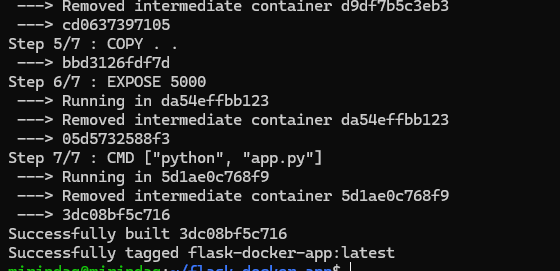 ---> Removed intermediate container d9df7b5c3eb3
---> cd0637397105
Step 5/7 : COPY . .
---> bbd3126fdf7d
Step 6/7 : EXPOSE 5000
---> Running in da54effbb123
---> Removed intermediate container da54effbb123
---> 05d5732588f3
Step 7/7 : CMD ["python", "app.py"]
---> Running in 5d1ae0c768f9
---> Removed intermediate container 5d1ae0c768f9
---> 3dc08bf5c716
Successfully built 3dc08bf5c716
Successfully tagged flask-docker-app:latest